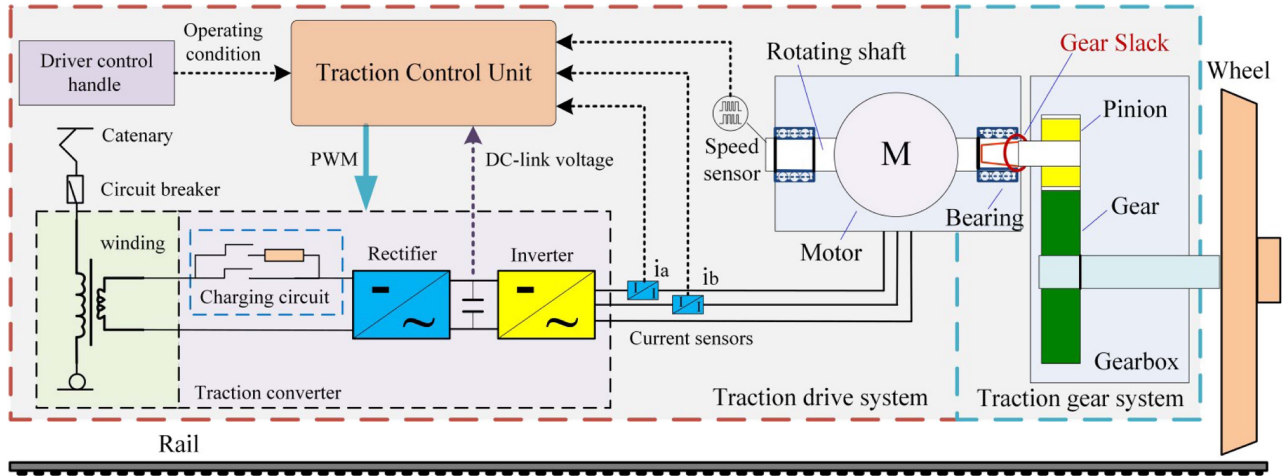 Operating
condition
Driver control
handle
Traction Control Unit
Rotating shaft
Gear Slack
Wheel
Pinion
Catenary
PWM
DC-link voltage
Speed
sensor
M
Circuit breaker
Bearing
Gear
Motor
winding
Rectifier
Inverter
ia
ib
Charging circuit
I
I
I
I
Current sensors
Gearbox
Traction converter
Traction drive system
Traction gear system
Rail